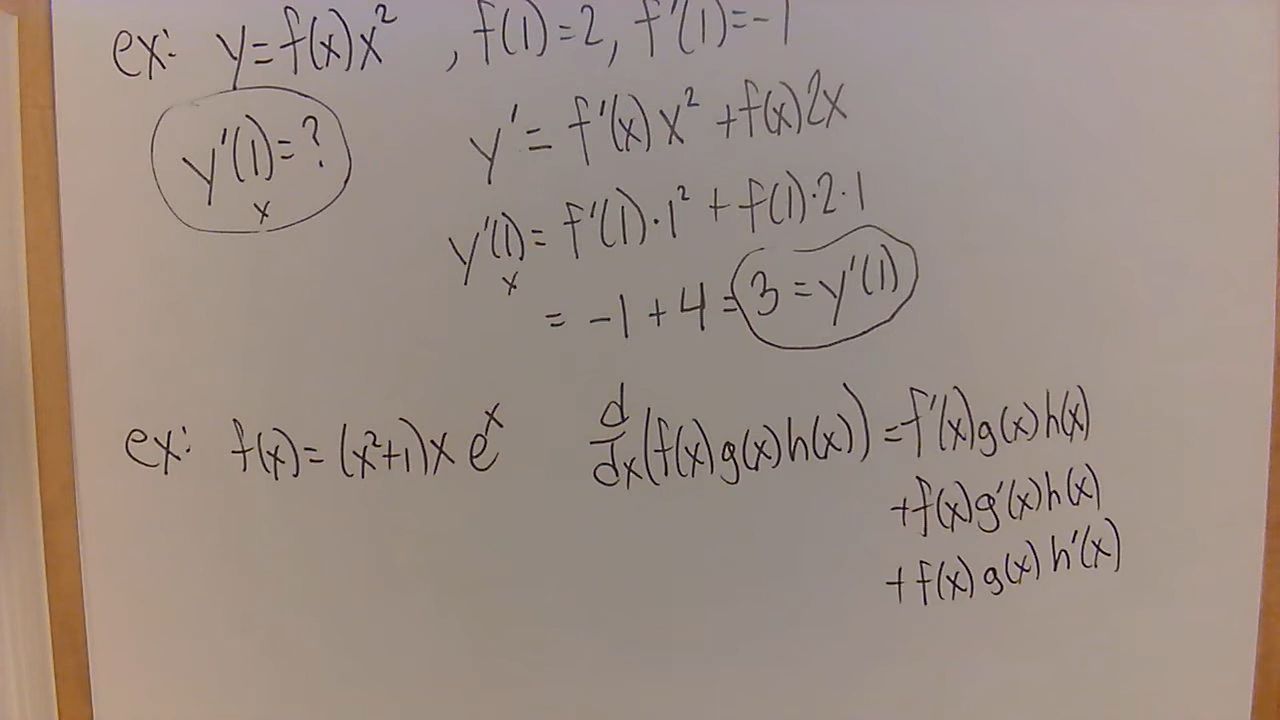 ex: y=f(x)x² , f(1)=2, f'(1)=-1
y'(1)=?
x
y' = f'(x)x² + f(x)2x
y'(1) = f'(1)·1² + f(1)·2·1
x
= -1+4 = 3 = y'(1)
ex: f(x) = (x²+1)x eˣ
d/dx (f(x)g(x)h(x)) = f'(x)g(x)h(x)
+f(x)g'(x)h(x)
+f(x)g(x)h'(x)